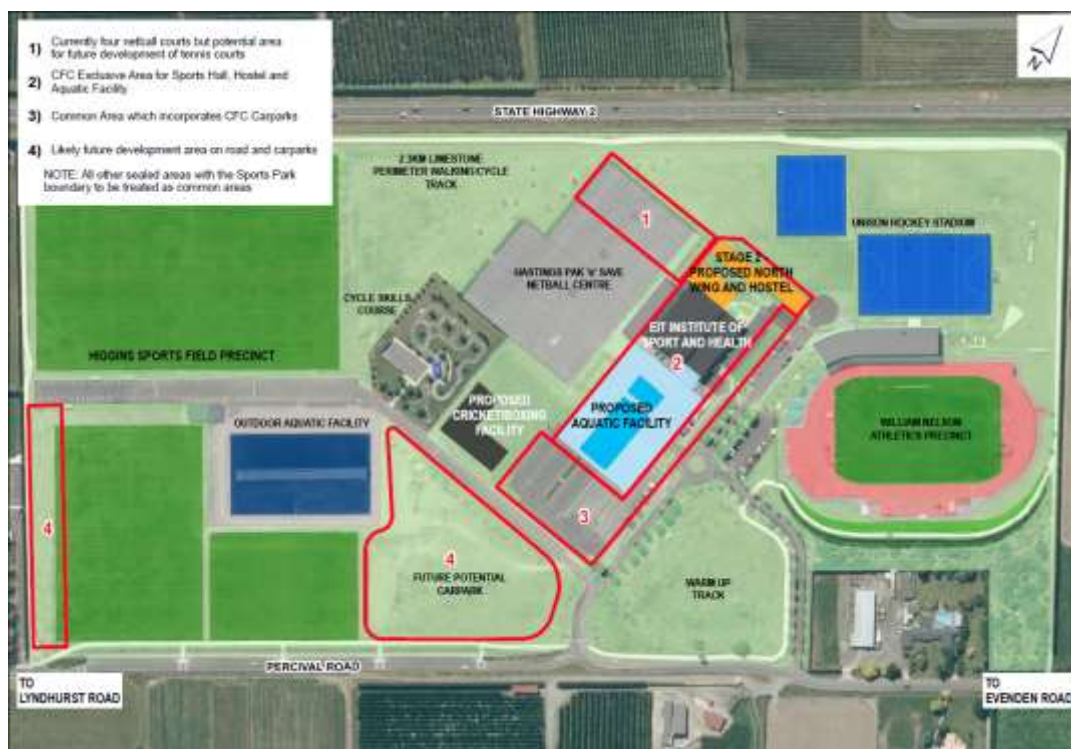 1) Currently four netball courts but potential area
for future development of tennis courts
2) CFC Exclusive Area for Sports Hall, Hostel and
Aquatic Facility
3) Common Area which incorporates CFC Carparks
4) Likely future development area on road and carparks
NOTE: All other sealed areas with the Sports Park
boundary to be treated as common areas
N
STATE HIGHWAY 2
2.3KM LIMESTONE
PERIMETER WALKING/CYCLE
TRACK
1
UNISON HOCKEY STADIUM
STAGE 2 -
PROPOSED NORTH
WING AND HOSTEL
HASTINGS PAK 'n' SAVE
NETBALL CENTRE
CYCLE SKILLS
COURSE
EIT INSTITUTE OF
SPORT AND HEALTH
2
HIGGINS SPORTS FIELD PRECINCT
PROPOSED
CRICKET/BOXING
FACILITY
PROPOSED
AQUATIC FACILITY
OUTDOOR AQUATIC FACILITY
WILLIAM NELSON
ATHLETICS PRECINCT
3
4
4
FUTURE POTENTIAL
CARPARK
WARM UP
TRACK
PERCIVAL ROAD
TO
LYNDHURST ROAD
TO
EVENDEN ROAD